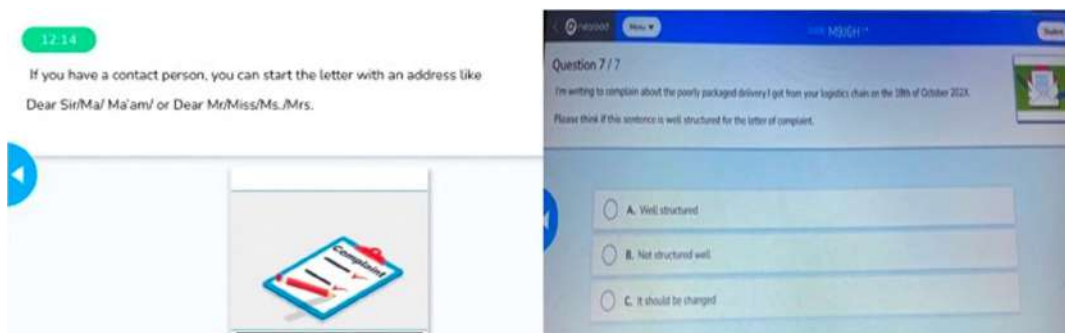 12:14
If you have a contact person, you can start the letter with an address like
Dear Sir/Ma/ Ma'am/ or Dear Mr/Miss/Ms./Mrs.
Complaint
Menu
Question 7 / 7
I'm writing to complain about the poorly packaged delivery I got from your logistics chain on the 18th of October 202X.
Please think if this sentence is well structured for the letter of complaint.
A. Well structured
B. Not structured well
C. It should be changed